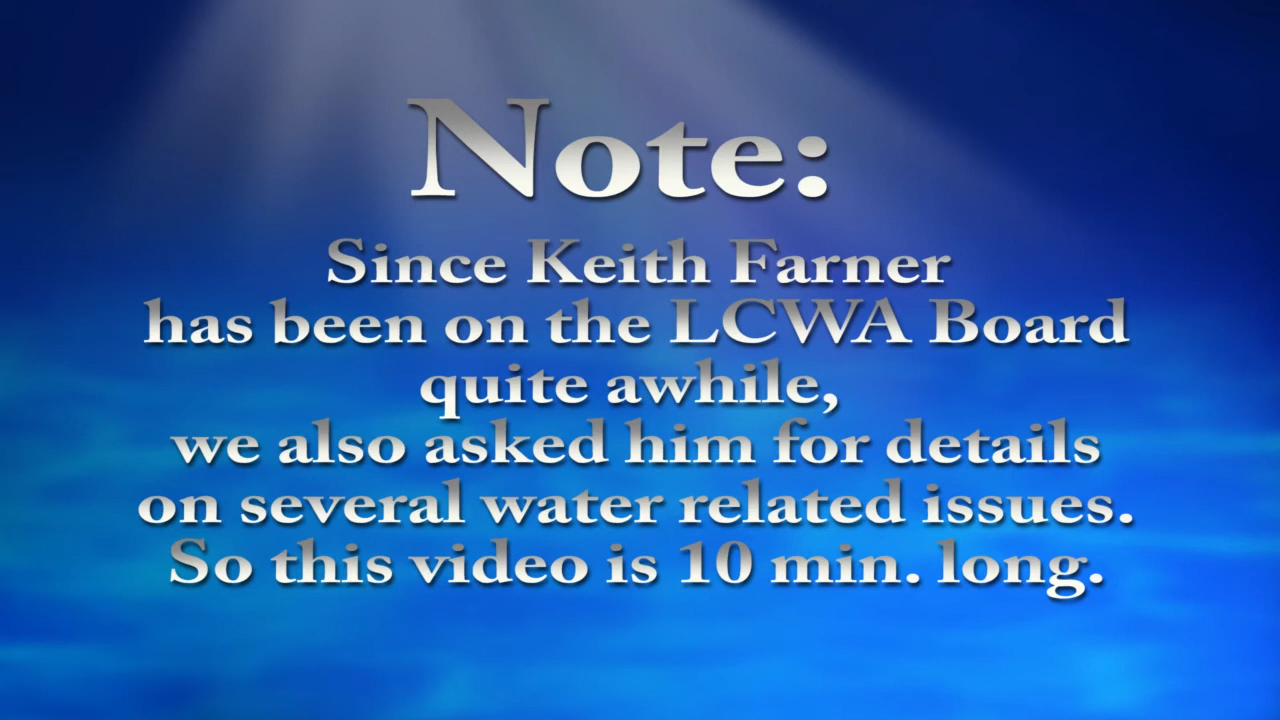 Note:
Since Keith Farner
has been on the LCWA Board
quite awhile,
we also asked him for details
on several water related issues.
So this video is 10 min. long.